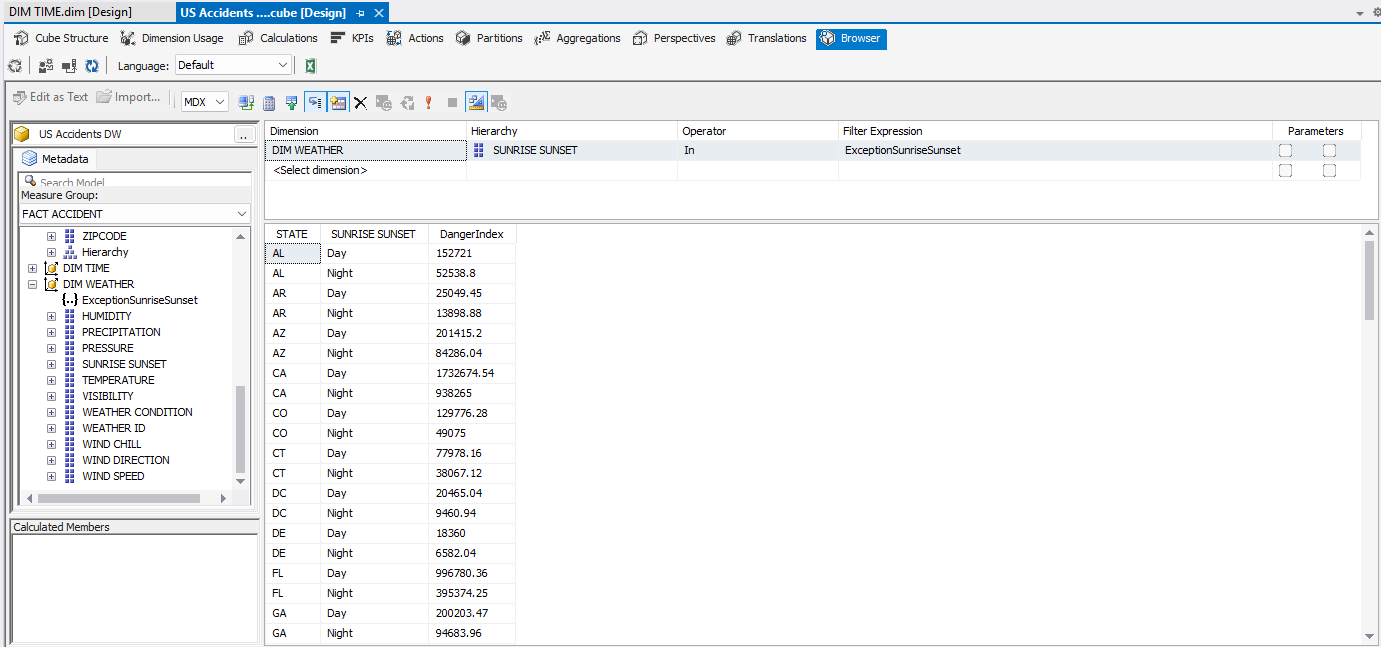 DIM TIME.dim [Design] US Accidents ....cube [Design]
Cube Structure Dimension Usage Calculations KPIs Actions Partitions Aggregations Perspectives Translations Browser
Language: Default
Edit as Text Import... MDX
US Accidents DW ..
Metadata
Search Model
Measure Group:
FACT ACCIDENT
ZIPCODE
Hierarchy
DIM TIME
DIM WEATHER
ExceptionSunriseSunset
HUMIDITY
PRECIPITATION
PRESSURE
SUNRISE SUNSET
TEMPERATURE
VISIBILITY
WEATHER CONDITION
WEATHER ID
WIND CHILL
WIND DIRECTION
WIND SPEED
Calculated Members
Dimension Hierarchy Operator Filter Expression Parameters
DIM WEATHER SUNRISE SUNSET In ExceptionSunriseSunset
<Select dimension>
STATE SUNRISE SUNSET DangerIndex
AL Day 152721
AL Night 52538.8
AR Day 25049.45
AR Night 13898.88
AZ Day 201415.2
AZ Night 84286.04
CA Day 1732674.54
CA Night 938265
CO Day 129776.28
CO Night 49075
CT Day 77978.16
CT Night 38067.12
DC Day 20465.04
DC Night 9460.94
DE Day 18360
DE Night 6582.04
FL Day 996780.36
FL Night 395374.25
GA Day 200203.47
GA Night 94683.96